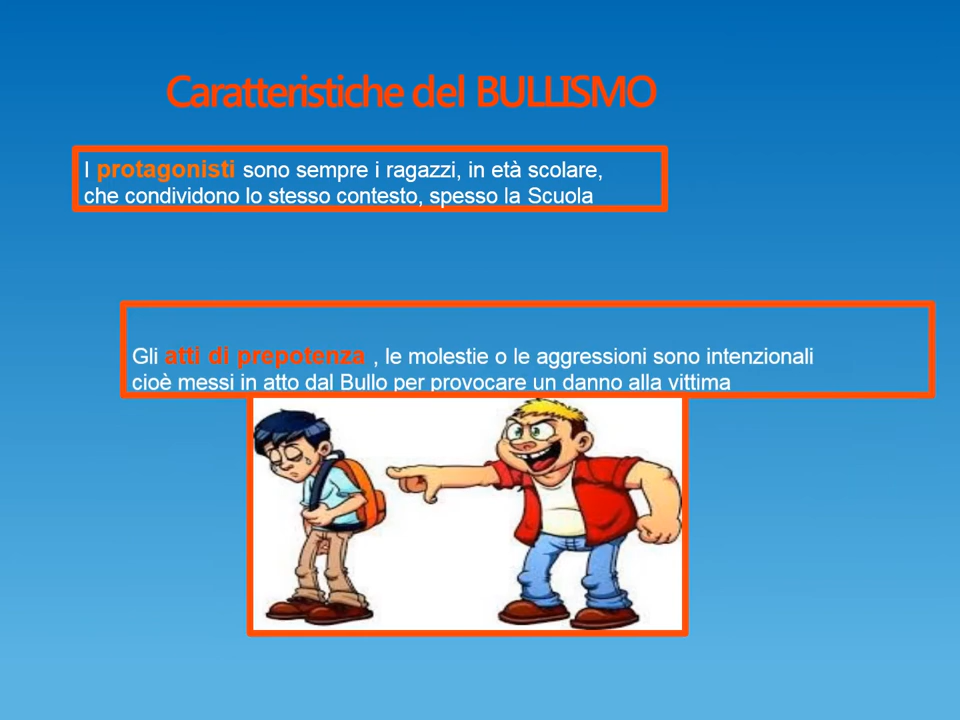 Caratteristiche del BULLISMO
I protagonisti sono sempre i ragazzi, in età scolare,
che condividono lo stesso contesto, spesso la Scuola
Gli atti di prepotenza , le molestie o le aggressioni sono intenzionali
cioè messi in atto dal Bullo per provocare un danno alla vittima